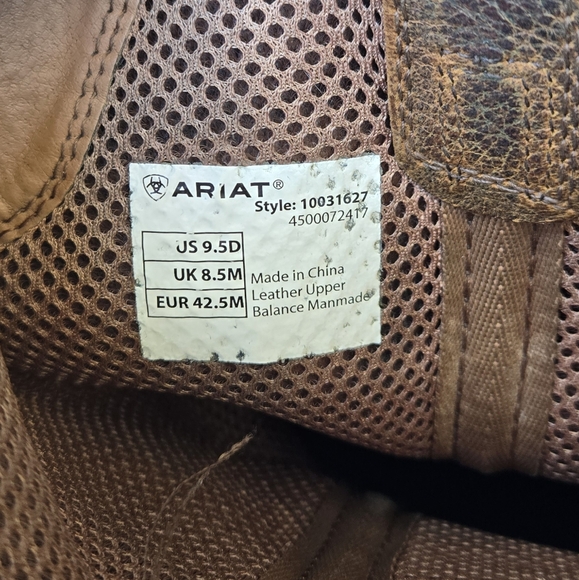 ARIAT®
Style: 10031627
4500072417
US 9.5D
UK 8.5M
EUR 42.5M
Made in China
Leather Upper
Balance Manmade